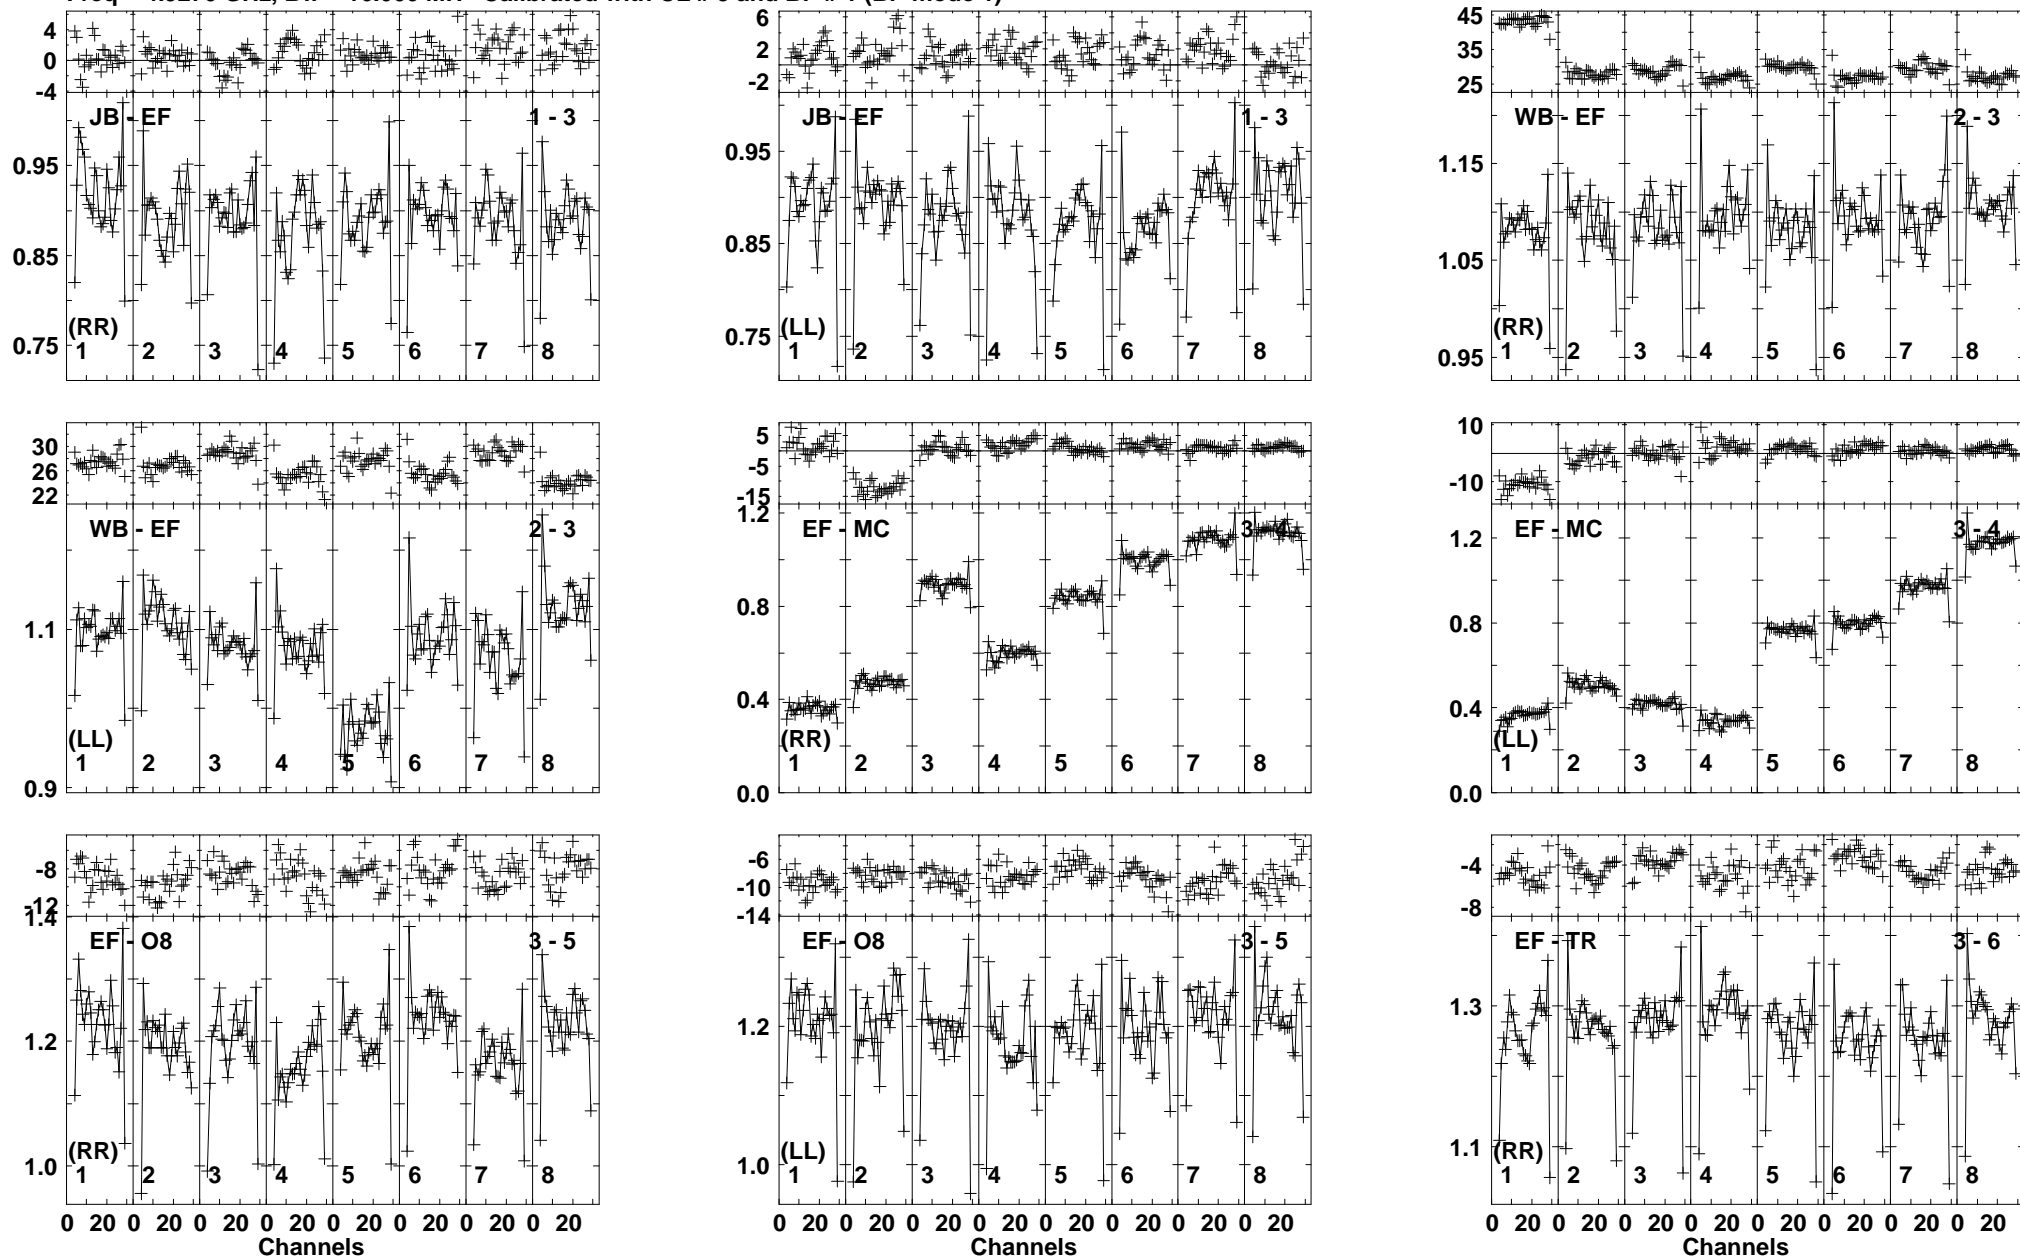 4 0 -4
JB - EF 1 - 3
0.95 0.85 0.75
(RR)
1 2 3 4 5 6 7 8
6 2 -2
JB - EF 1 - 3
0.95 0.85 0.75
(LL)
1 2 3 4 5 6 7 8
45 35 25
WB - EF 2 - 3
1.15 1.05 0.95
(RR)
1 2 3 4 5 6 7 8
30 26 22
WB - EF 2 - 3
1.1 0.9
(LL)
1 2 3 4 5 6 7 8
5 -5 -15
EF - MC 3 - 4
1.2 0.8 0.4 0.0
(RR)
1 2 3 4 5 6 7 8
10 -10
EF - MC 3 - 4
1.2 0.8 0.4 0.0
(LL)
1 2 3 4 5 6 7 8
-8 -12
EF - O8 3 - 5
1.4 1.2 1.0
(RR)
1 2 3 4 5 6 7 8
0 20 0 20 0 20 0 20 0 20 0 20 0 20 0 20
Channels
-6 -10 -14
EF - O8 3 - 5
1.2 1.0
(LL)
1 2 3 4 5 6 7 8
0 20 0 20 0 20 0 20 0 20 0 20 0 20 0 20
-4 -8
EF - TR 3 - 6
1.3 1.1
(RR)
1 2 3 4 5 6 7 8
0 20 0 20 0 20 0 20 0 20 0 20 0 20 0 20
Channels